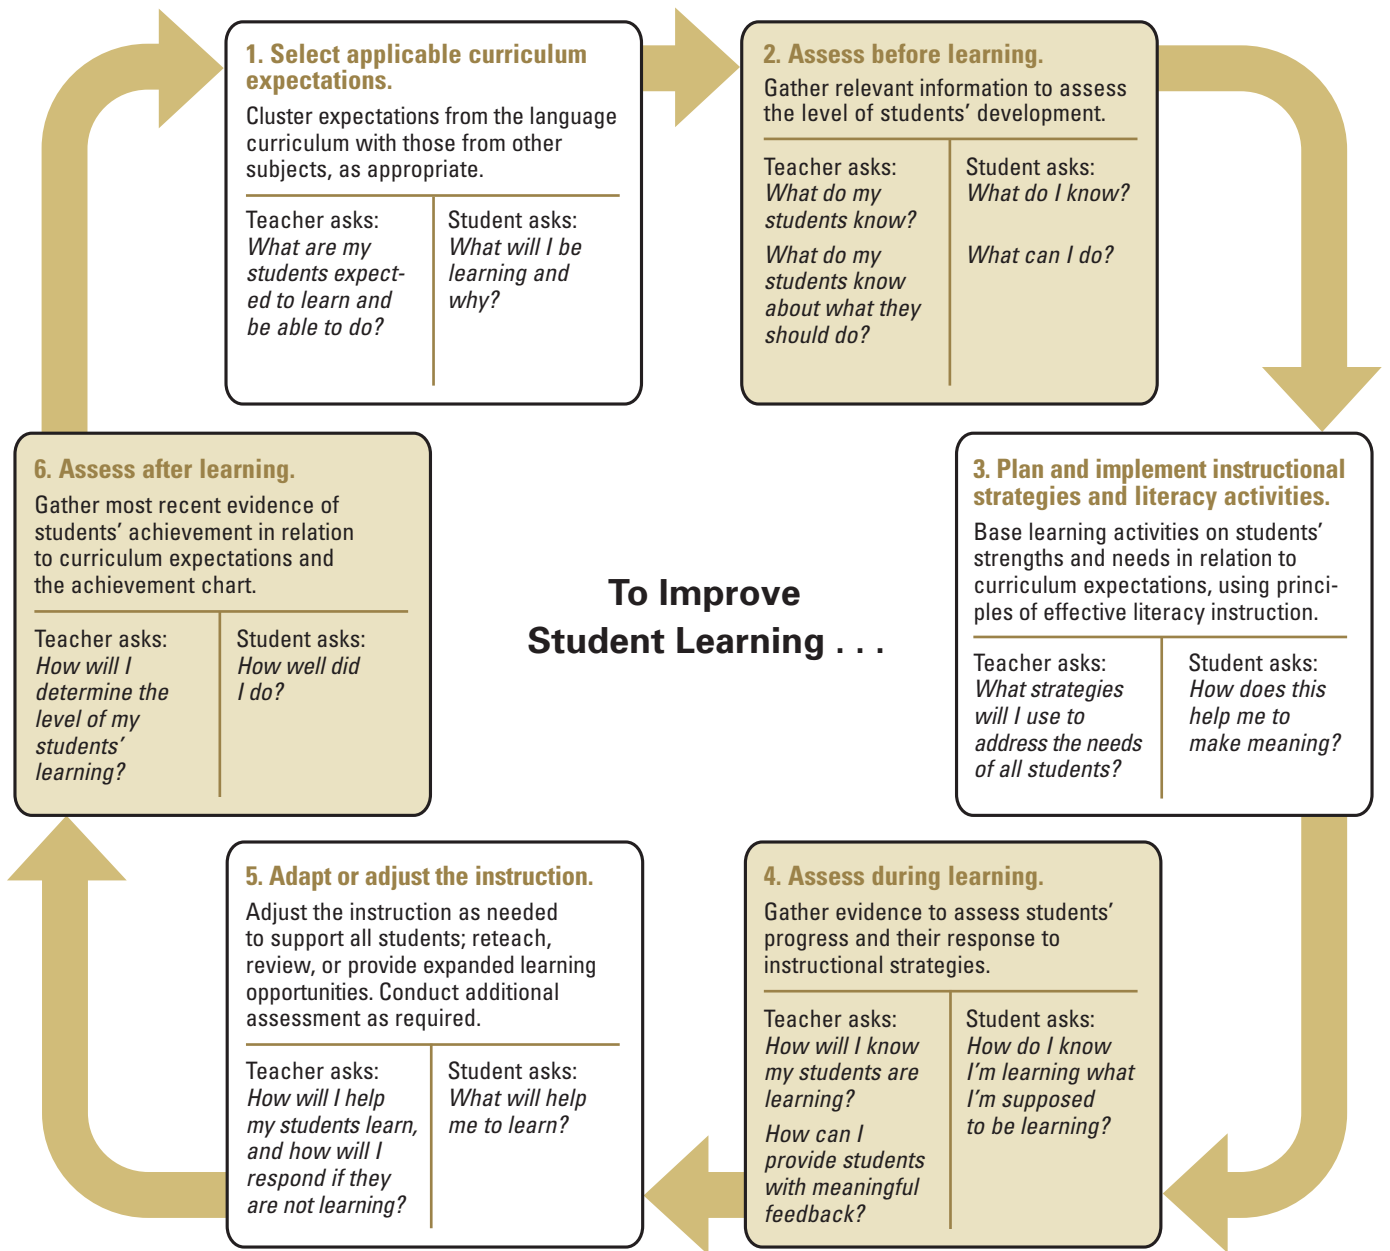 1. Select applicable curriculum
expectations.
Cluster expectations from the language
curriculum with those from other
subjects, as appropriate.
Teacher asks:
What are my
students expect-
ed to learn and
be able to do?
Student asks:
What will I be
learning and
why?
2. Assess before learning.
Gather relevant information to assess
the level of students’ development.
Teacher asks:
What do my
students know?
What do my
students know
about what they
should do?
Student asks:
What do I know?
What can I do?
3. Plan and implement instructional
strategies and literacy activities.
Base learning activities on students’
strengths and needs in relation to
curriculum expectations, using princi-
ples of effective literacy instruction.
Teacher asks:
What strategies
will I use to
address the needs
of all students?
Student asks:
How does this
help me to
make meaning?
4. Assess during learning.
Gather evidence to assess students’
progress and their response to
instructional strategies.
Teacher asks:
How will I know
my students are
learning?
How can I
provide students
with meaningful
feedback?
Student asks:
How do I know
I’m learning what
I’m supposed
to be learning?
5. Adapt or adjust the instruction.
Adjust the instruction as needed
to support all students; reteach,
review, or provide expanded learning
opportunities. Conduct additional
assessment as required.
Teacher asks:
How will I help
my students learn,
and how will I
respond if they
are not learning?
Student asks:
What will help
me to learn?
6. Assess after learning.
Gather most recent evidence of
students’ achievement in relation
to curriculum expectations and
the achievement chart.
Teacher asks:
How will I
determine the
level of my
students’
learning?
Student asks:
How well did
I do?
To Improve
Student Learning . . .